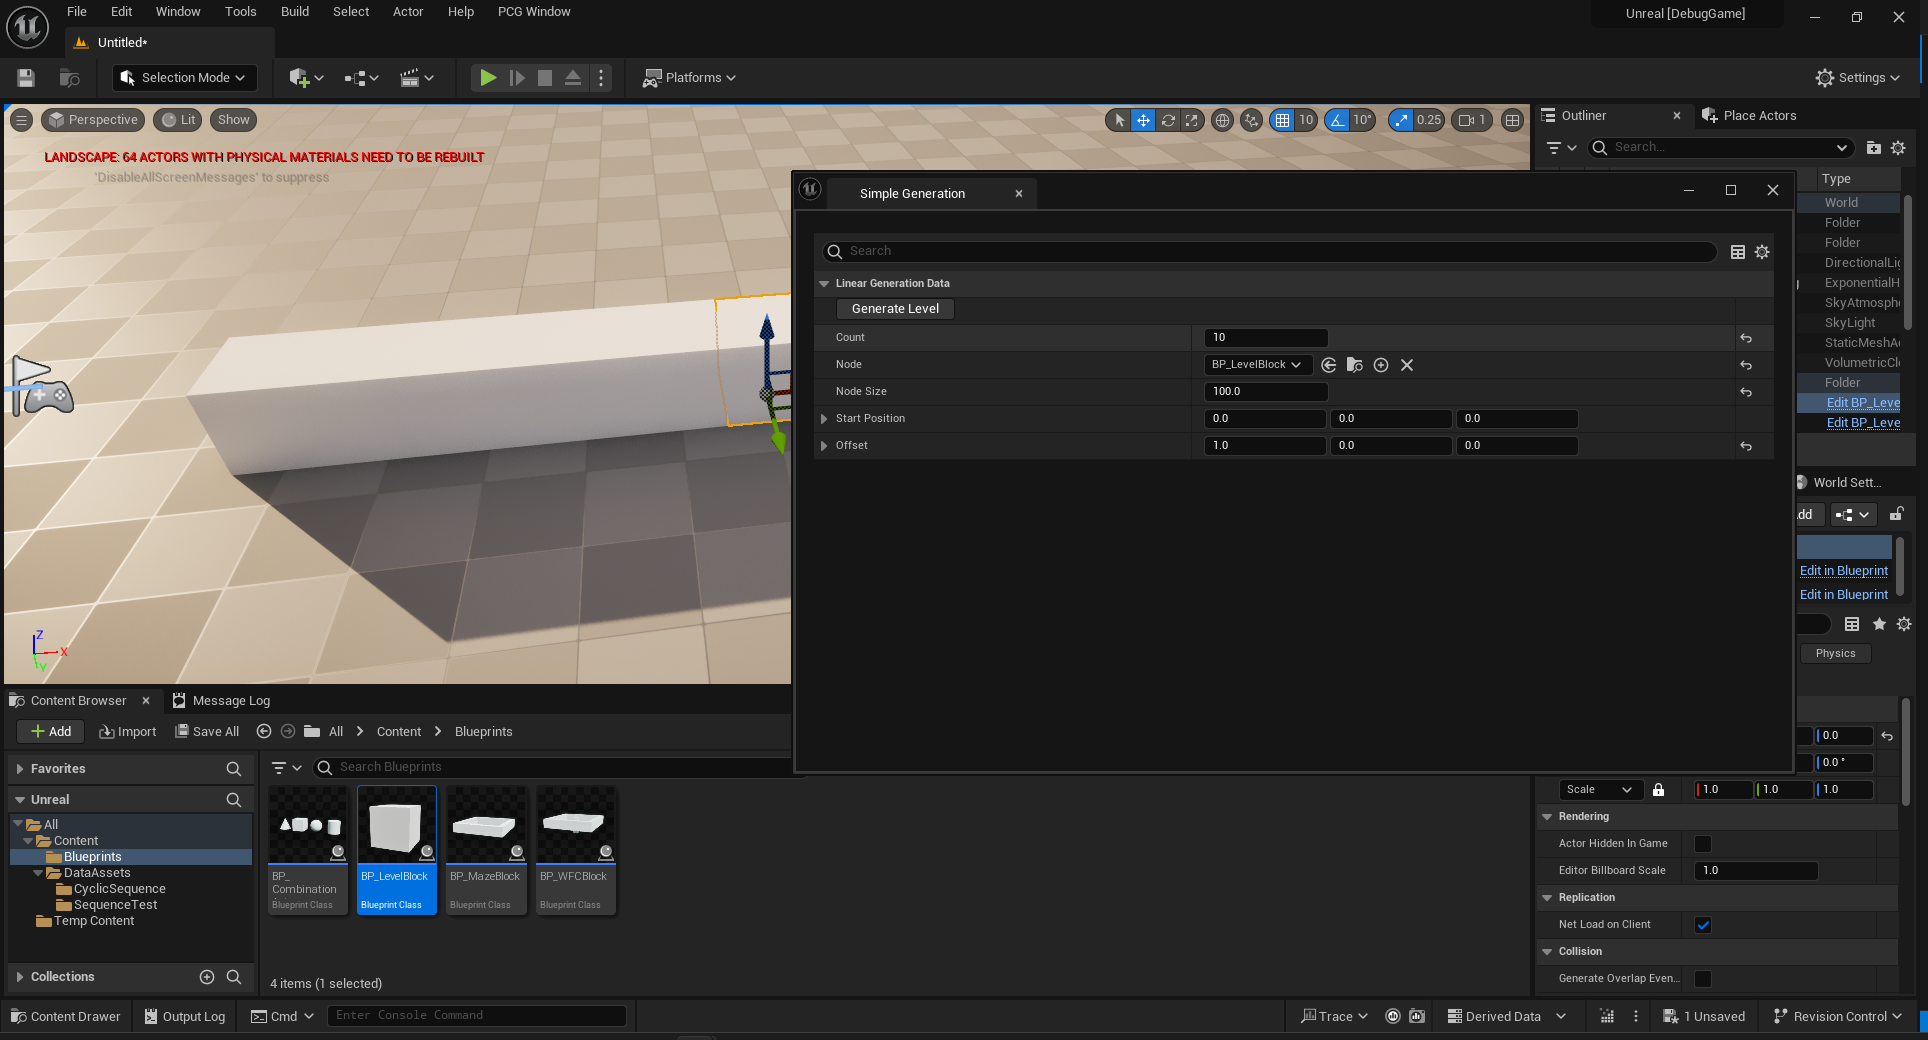 File Edit Window Tools Build Select Actor Help PCG Window
Unreal [DebugGame]
Untitled*
Selection Mode
Platforms
Settings
Perspective Lit Show
10 10° 0.25 1
LANDSCAPE: 64 ACTORS WITH PHYSICAL MATERIALS NEED TO BE REBUILT
'DisableAllScreenMessages' to suppress
Z
X
Y
Outliner
Place Actors
Search...
Type
World
Folder
Folder
DirectionalLi
ExponentialH
SkyAtmosph
SkyLight
StaticMeshA
VolumetricCl
Folder
Edit BP_Leve
Edit BP_Leve
Simple Generation
Search
Linear Generation Data
Generate Level
Count 10
Node BP_LevelBlock
Node Size 100.0
Start Position 0.0 0.0 0.0
Offset 1.0 0.0 0.0
World Sett...
dd
Edit in Blueprint
Edit in Blueprint
Physics
0.0
0.0 °
Scale 1.0 1.0 1.0
Rendering
Actor Hidden In Game
Editor Billboard Scale 1.0
Replication
Net Load on Client
Collision
Generate Overlap Even...
Content Browser Message Log
Add Import Save All All Content Blueprints
Favorites
Search Blueprints
Unreal
All
Content
Blueprints
DataAssets
CyclicSequence
SequenceTest
Temp Content
Collections
BP_
Combination
Blueprint Class
BP_LevelBlock
Blueprint Class
BP_MazeBlock
Blueprint Class
BP_WFCBlock
Blueprint Class
4 items (1 selected)
Content Drawer Output Log Cmd Enter Console Command
Trace Derived Data 1 Unsaved Revision Control